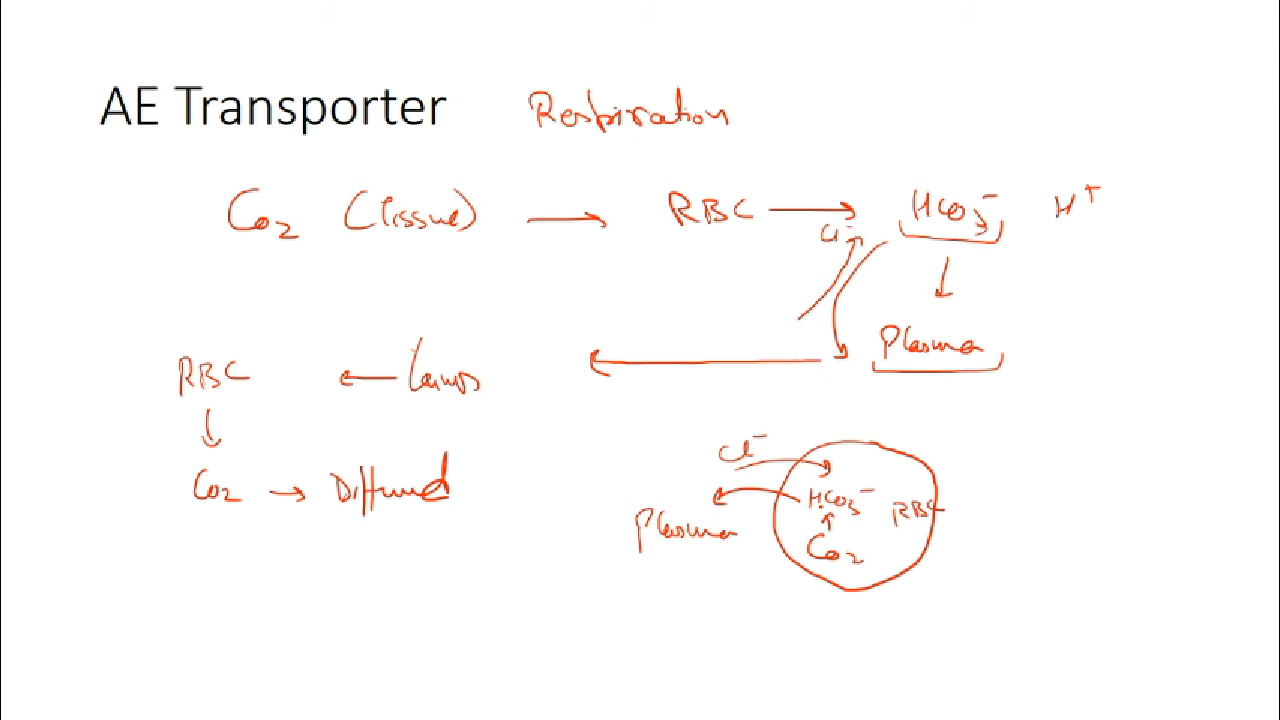 AE Transporter Respiration
Co2 (Tissue) → RBC → HCO3⁻ H⁺
Cl⁻
Plasma
RBC ← Lungs ←
Co2 → Diffused
Cl⁻
HCO3⁻ RBC
Plasma
Co2